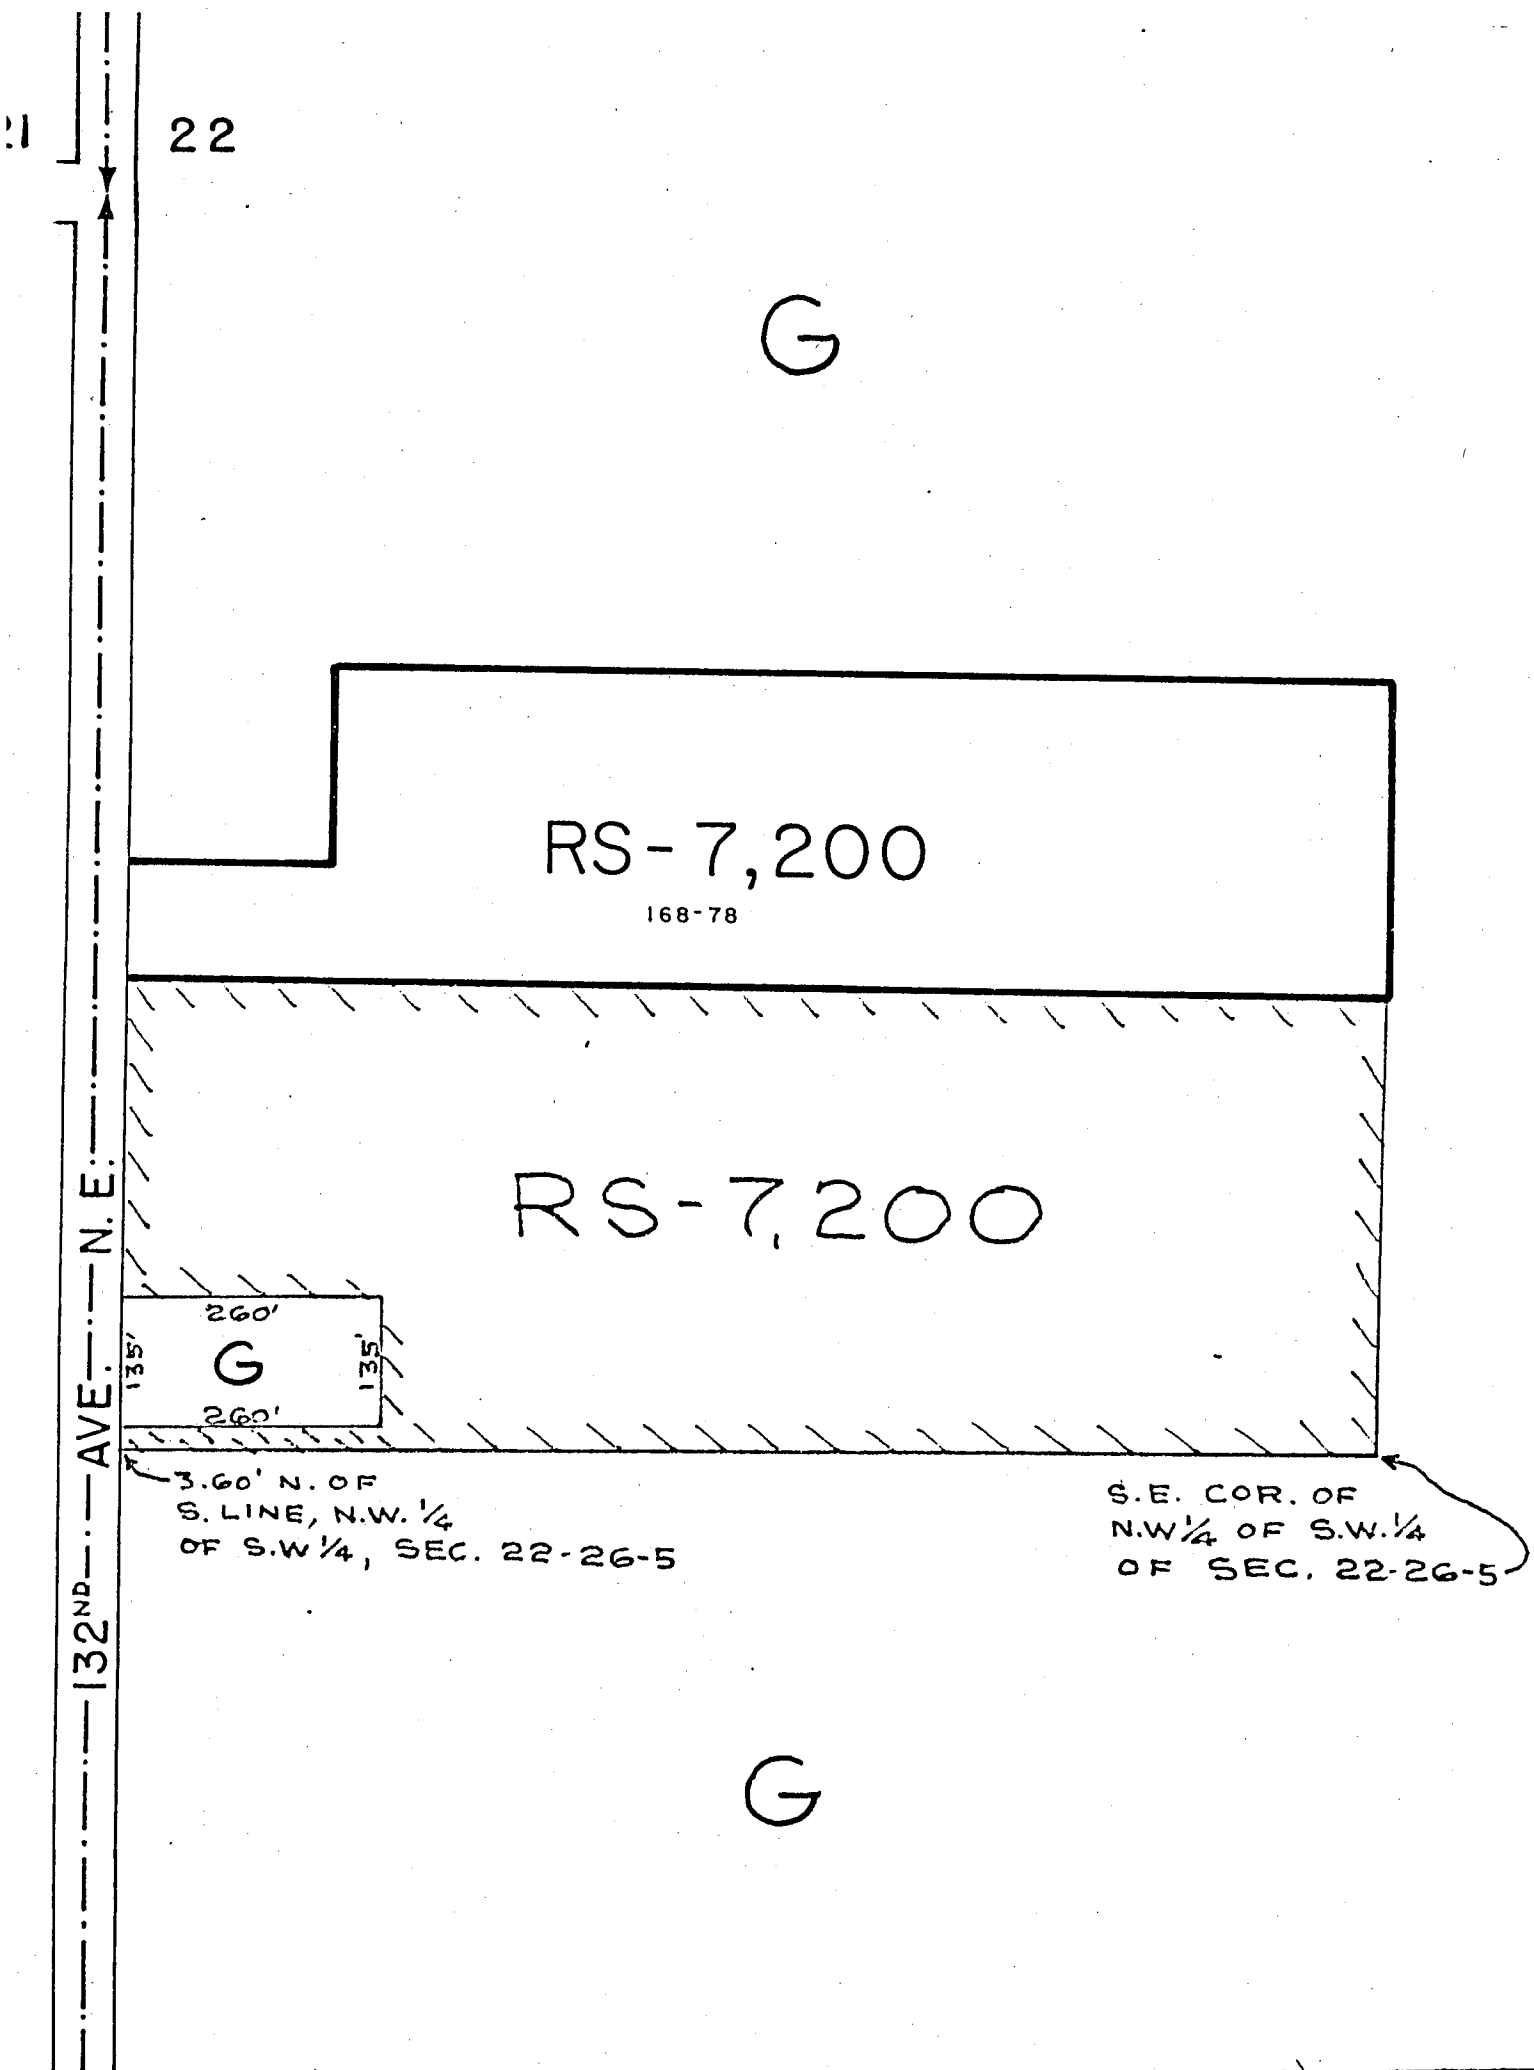 22
G
RS-7,200
168-78
RS-7,200
260'
135'
G
135'
260'
3.60' N. OF
S. LINE, N.W. 1/4
OF S.W 1/4, SEC. 22-26-5
S.E. COR. OF
N.W 1/4 OF S.W. 1/4
OF SEC. 22-26-5
132ND AVE. N.E.
G